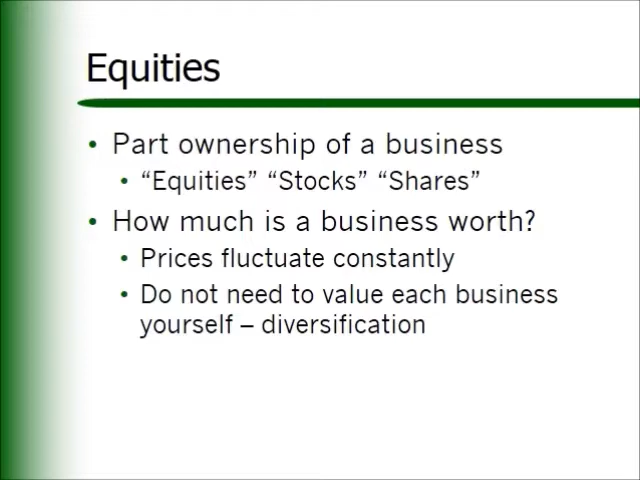 Equities
• Part ownership of a business
• “Equities” “Stocks” “Shares”
• How much is a business worth?
• Prices fluctuate constantly
• Do not need to value each business
yourself – diversification